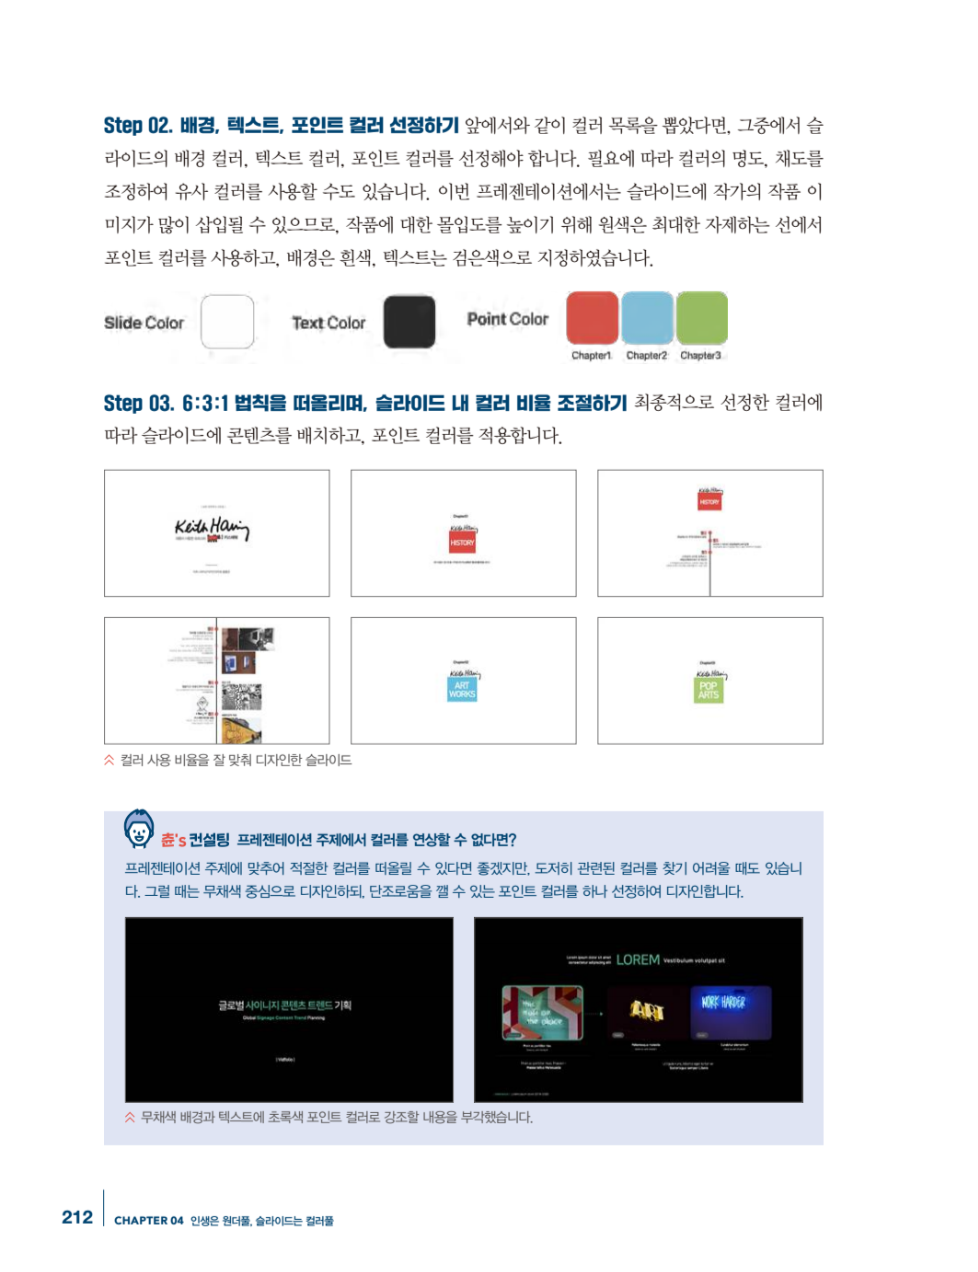 Step 02. 배경, 텍스트, 포인트 컬러 선정하기 앞에서와 같이 컬러 목록을 뽑았다면, 그중에서 슬
라이드의 배경 컬러, 텍스트 컬러, 포인트 컬러를 선정해야 합니다. 필요에 따라 컬러의 명도, 채도를
조정하여 유사 컬러를 사용할 수도 있습니다. 이번 프레젠테이션에서는 슬라이드에 작가의 작품 이
미지가 많이 삽입될 수 있으므로, 작품에 대한 몰입도를 높이기 위해 원색은 최대한 자제하는 선에서
포인트 컬러를 사용하고, 배경은 흰색, 텍스트는 검은색으로 지정하였습니다.
Slide Color
Text Color
Point Color
Chapter1 Chapter2 Chapter3
Step 03. 6:3:1 법칙을 떠올리며, 슬라이드 내 컬러 비율 조절하기 최종적으로 선정한 컬러에
따라 슬라이드에 콘텐츠를 배치하고, 포인트 컬러를 적용합니다.
Keith Haring
Keith Haring
HISTORY
Keith Haring
HISTORY
Keith Haring
ART
WORKS
Keith Haring
POP
ARTS
컬러 사용 비율을 잘 맞춰 디자인한 슬라이드
츈's 컨설팅 프레젠테이션 주제에서 컬러를 연상할 수 없다면?
프레젠테이션 주제에 맞추어 적절한 컬러를 떠올릴 수 있다면 좋겠지만, 도저히 관련된 컬러를 찾기 어려울 때도 있습니
다. 그럴 때는 무채색 중심으로 디자인하되, 단조로움을 깰 수 있는 포인트 컬러를 하나 선정하여 디자인합니다.
글로벌 사이니지 콘텐츠 트렌드 기획
LOREM Vestibulum volutpat sit
ART
WORK HARDER
무채색 배경과 텍스트에 초록색 포인트 컬러로 강조할 내용을 부각했습니다.
212 CHAPTER 04 인생은 원더풀, 슬라이드는 컬러풀